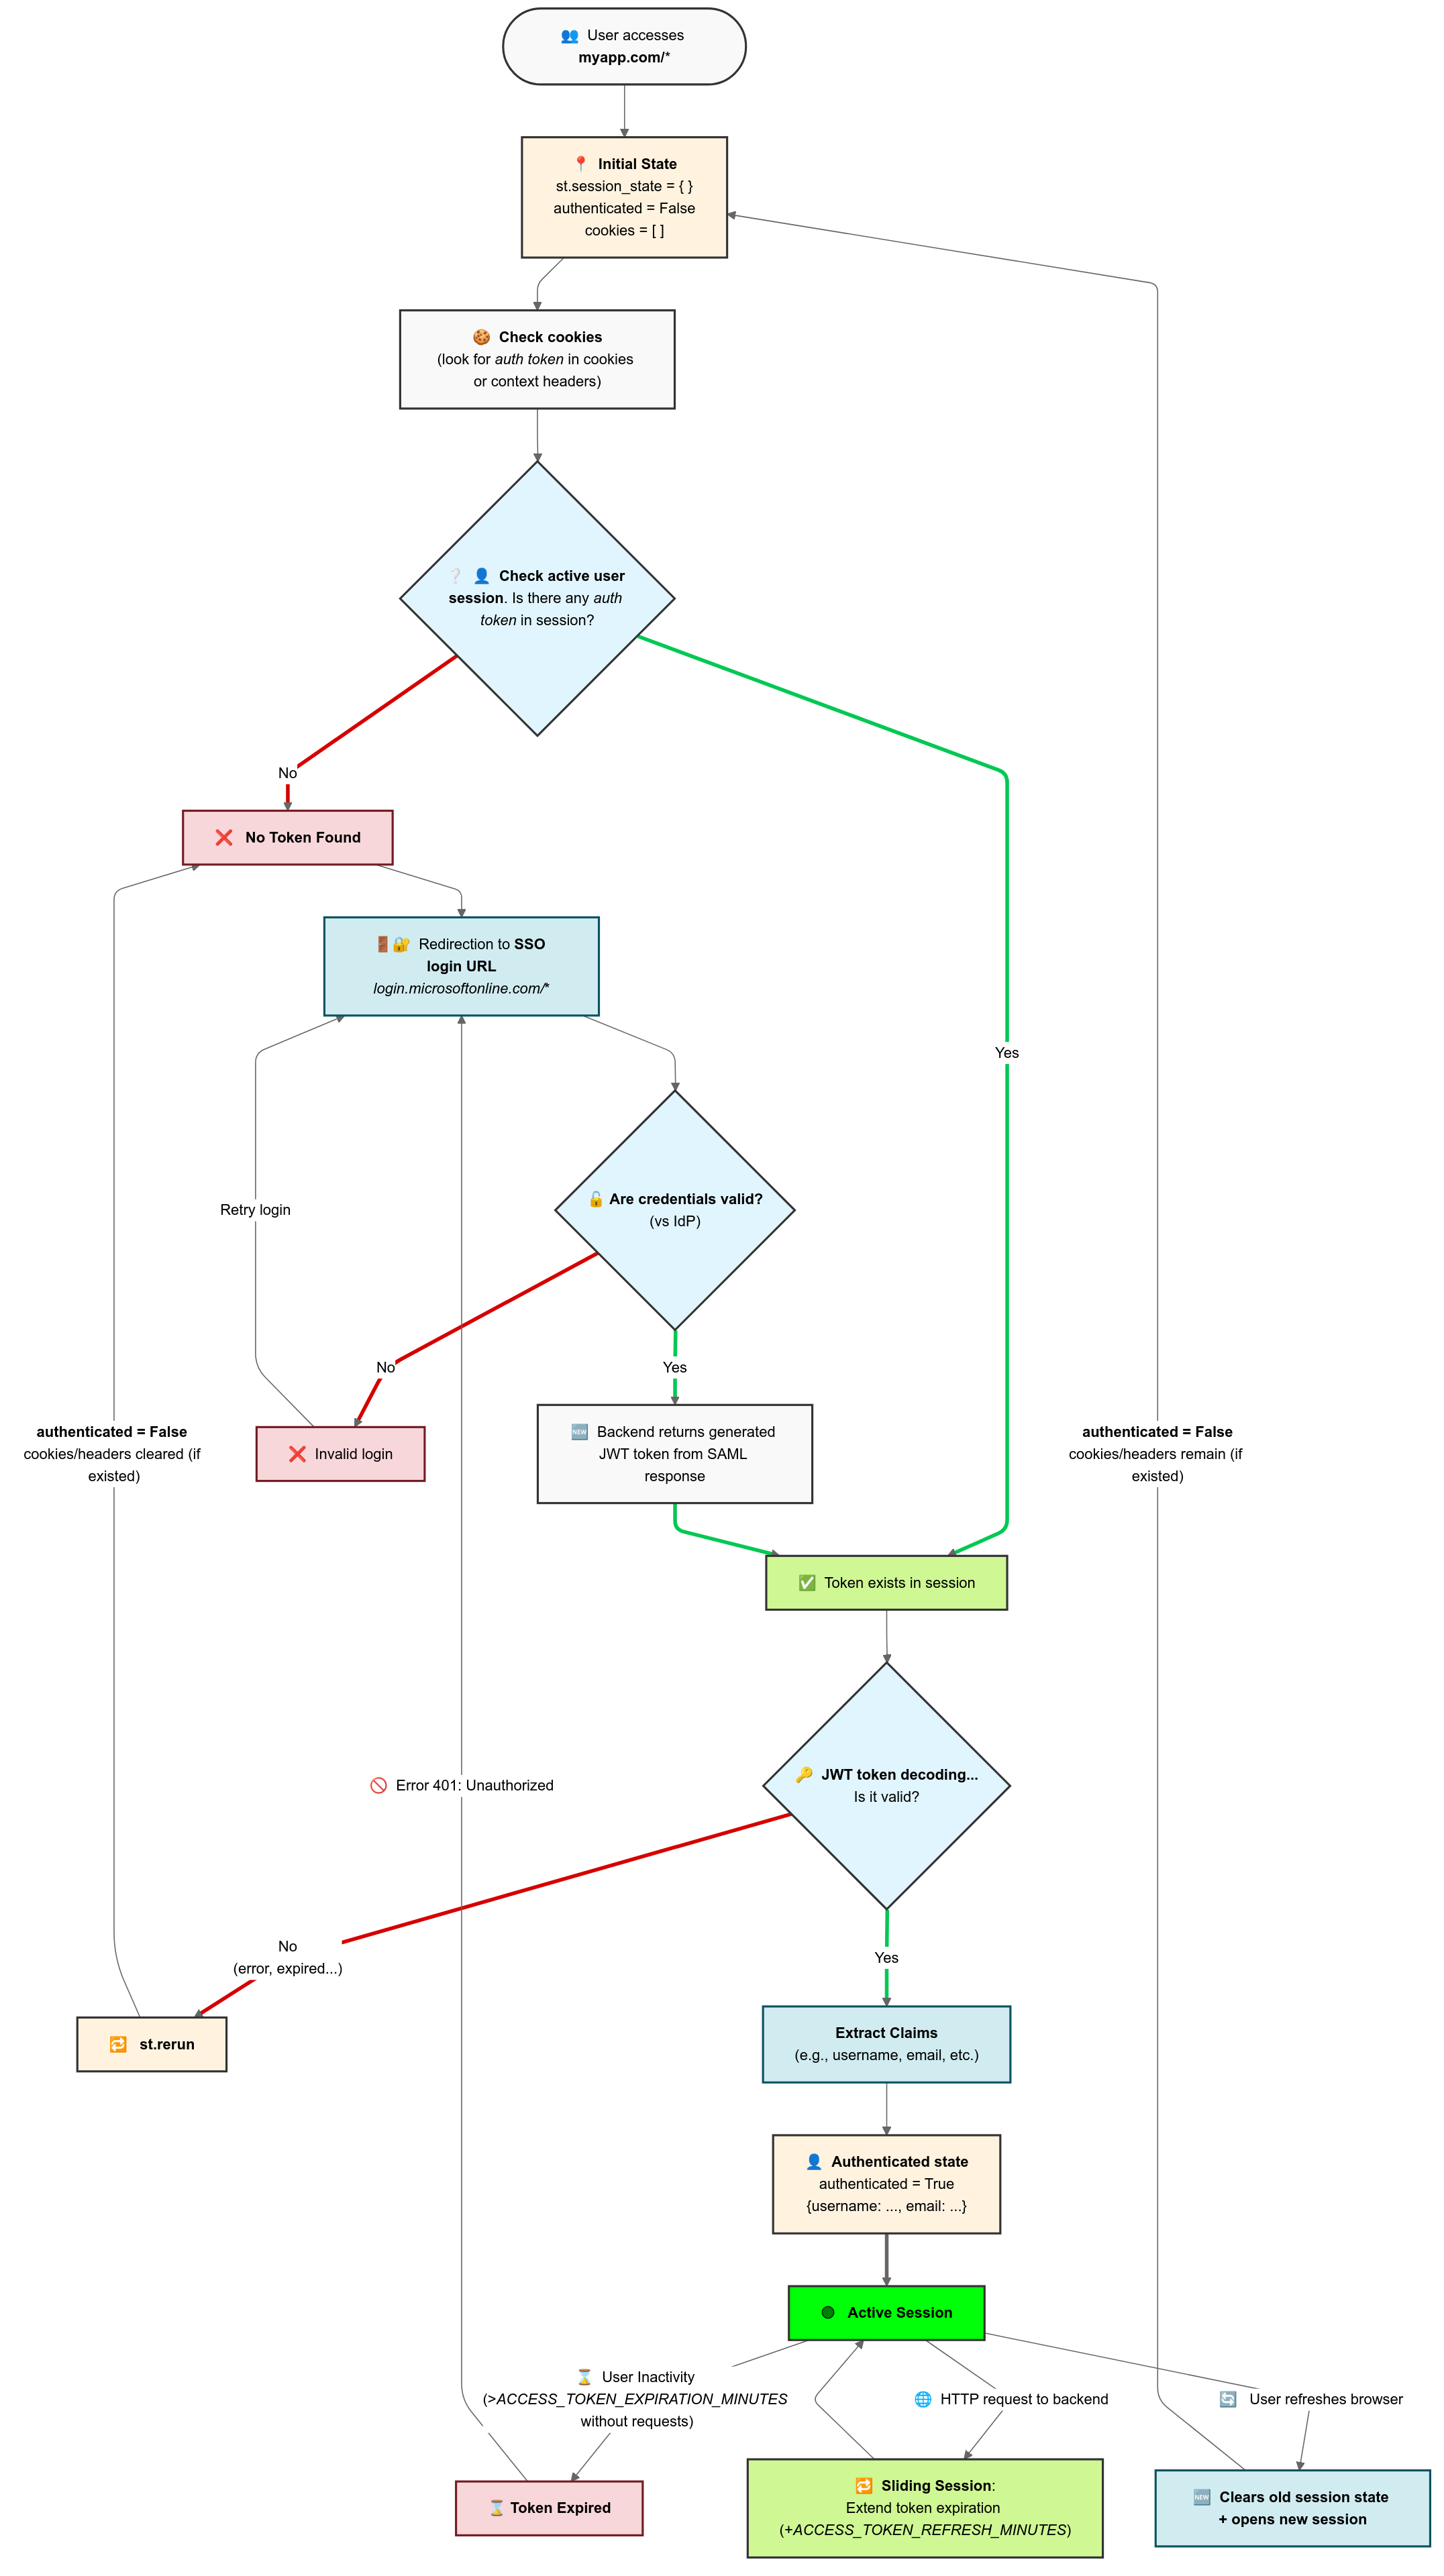 👥 User accesses
myapp.com/*
📍 Initial State
st.session_state = { }
authenticated = False
cookies = [ ]
🍪 Check cookies
(look for auth token in cookies
or context headers)
❔ 👤 Check active user
session. Is there any auth
token in session?
No
❌ No Token Found
🚪🔐 Redirection to SSO
login URL
login.microsoftonline.com/*
Yes
🔓 Are credentials valid?
(vs IdP)
Retry login
No
Yes
authenticated = False
cookies/headers cleared (if
existed)
❌ Invalid login
🆕 Backend returns generated
JWT token from SAML
response
authenticated = False
cookies/headers remain (if
existed)
✅ Token exists in session
🚫 Error 401: Unauthorized
🔑 JWT token decoding...
Is it valid?
No
(error, expired...)
Yes
🔁 st.rerun
Extract Claims
(e.g., username, email, etc.)
👤 Authenticated state
authenticated = True
{username: ..., email: ...}
Active Session
⌛ User Inactivity
(>ACCESS_TOKEN_EXPIRATION_MINUTES
without requests)
🌐 HTTP request to backend
🔄 User refreshes browser
⌛ Token Expired
🔁 Sliding Session:
Extend token expiration
(+ACCESS_TOKEN_REFRESH_MINUTES)
🆕 Clears old session state
+ opens new session